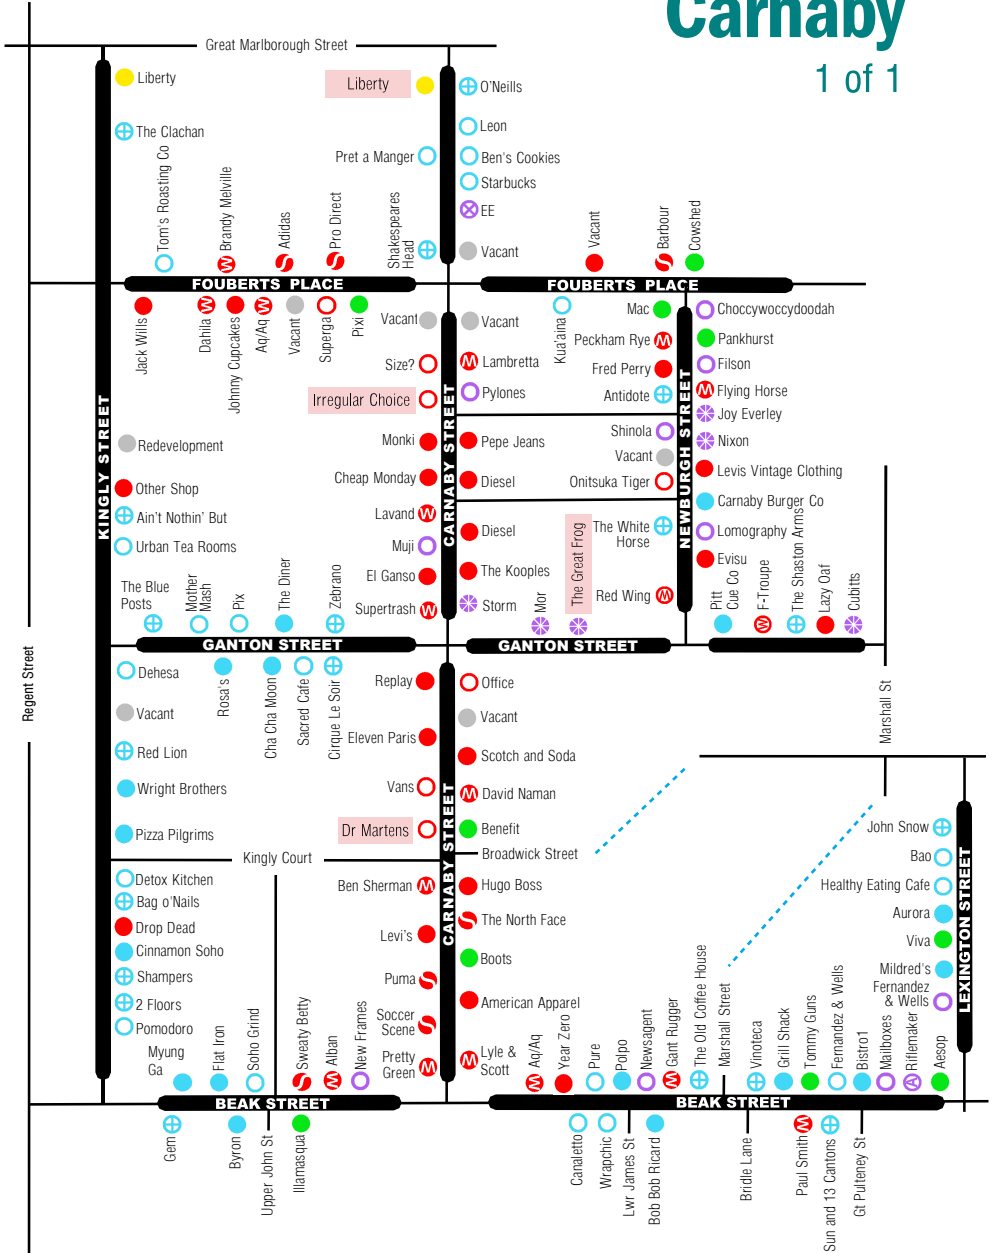 Carnaby
1 of 1
Great Marlborough Street
Liberty
Liberty
O'Neills
The Clachan
Leon
Pret a Manger
Ben's Cookies
Starbucks
EE
Tom's Roasting Co
Brandy Melville
Adidas
Pro Direct
Shakespeares
Head
Vacant
Vacant
Barbour
Cowshed
FOUBERTS PLACE
FOUBERTS PLACE
Jack Wills
Dahlia
Johnny Cupcakes
Aq/Aq
Vacant
Superga
Pixi
Vacant
Vacant
Kua'aina
Mac
Choccywoccydoodah
Size?
Lambretta
Peckham Rye
Pankhurst
Irregular Choice
Pylones
Fred Perry
Filson
Antidote
Flying Horse
Joy Everley
KINGLY STREET
CARNABY STREET
NEWBURGH STREET
Redevelopment
Monki
Pepe Jeans
Shinola
Nixon
Vacant
Other Shop
Cheap Monday
Diesel
Onitsuka Tiger
Levis Vintage Clothing
Ain't Nothin' But
Lavand
Diesel
The White
Horse
Carnaby Burger Co
Urban Tea Rooms
Muji
The Great Frog
Lomography
El Ganso
The Kooples
Evisu
Supertrash
Storm
Mor
Red Wing
The Blue
Posts
Mother
Mash
Pix
The Diner
Zebrano
Pitt
Cue Co
F-Troupe
The Shaston Arms
Lazy Oaf
Cubitts
GANTON STREET
GANTON STREET
Regent Street
Dehesa
Rosa's
Cha Cha Moon
Sacred Cafe
Cirque Le Soir
Replay
Office
Marshall St
Vacant
Vacant
Red Lion
Eleven Paris
Scotch and Soda
Wright Brothers
Vans
David Naman
Pizza Pilgrims
Dr Martens
Benefit
Kingly Court
CARNABY STREET
Broadwick Street
Detox Kitchen
Ben Sherman
Hugo Boss
Bag o'Nails
Drop Dead
The North Face
Cinnamon Soho
Levi's
Boots
Shampers
Puma
2 Floors
American Apparel
Pomodoro
Soccer
Scene
Myung
Ga
Flat Iron
Soho Grind
Sweaty Betty
Alban
New Frames
Pretty
Green
Lyle &
Scott
John Snow
Bao
Healthy Eating Cafe
Aurora
Viva
Mildred's
Fernandez
& Wells
LEXINGTON STREET
Aq/Aq
Year Zero
Pure
Polpo
Newsagent
Gant Rugger
The Old Coffee House
Marshall Street
Vinoteca
Grill Shack
Tommy Guns
Fernandez & Wells
Bistro1
Mailboxes
Riflemaker
Aesop
BEAK STREET
BEAK STREET
Gem
Byron
Upper John St
Illamasqua
Canaletto
Wrapchic
Lwr James St
Bob Bob Ricard
Bridle Lane
Paul Smith
Sun and 13 Cantons
Gt Pulteney St